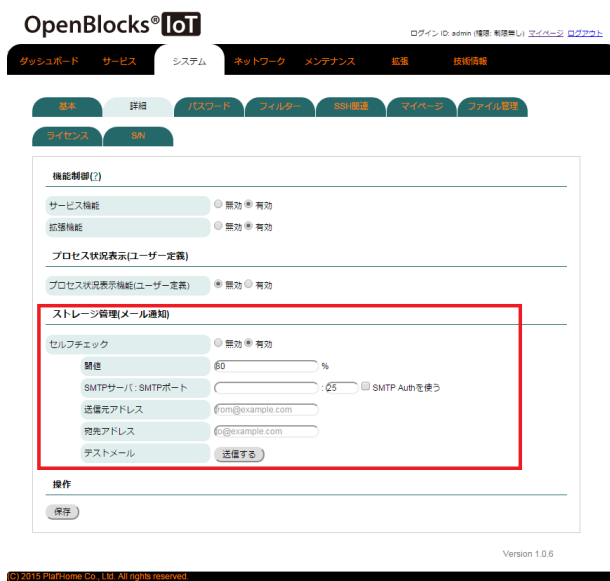 OpenBlocks® IoT
ログイン ID: admin (権限: 制限無し) マイページ ログアウト
ダッシュボード サービス システム ネットワーク メンテナンス 拡張 技術情報
基本 詳細 パスワード フィルター SSH関連 マイページ ファイル管理
ライセンス S/N
機能制御(?)
サービス機能 無効 有効
拡張機能 無効 有効
プロセス状況表示(ユーザー定義)
プロセス状況表示機能(ユーザー定義) 無効 有効
ストレージ管理(メール通知)
セルフチェック 無効 有効
閾値 80 %
SMTPサーバ : SMTPポート : 25 SMTP Authを使う
送信元アドレス from@example.com
宛先アドレス to@example.com
テストメール 送信する
操作
保存
Version 1.0.6
(C) 2015 Plat'Home Co., Ltd. All rights reserved.